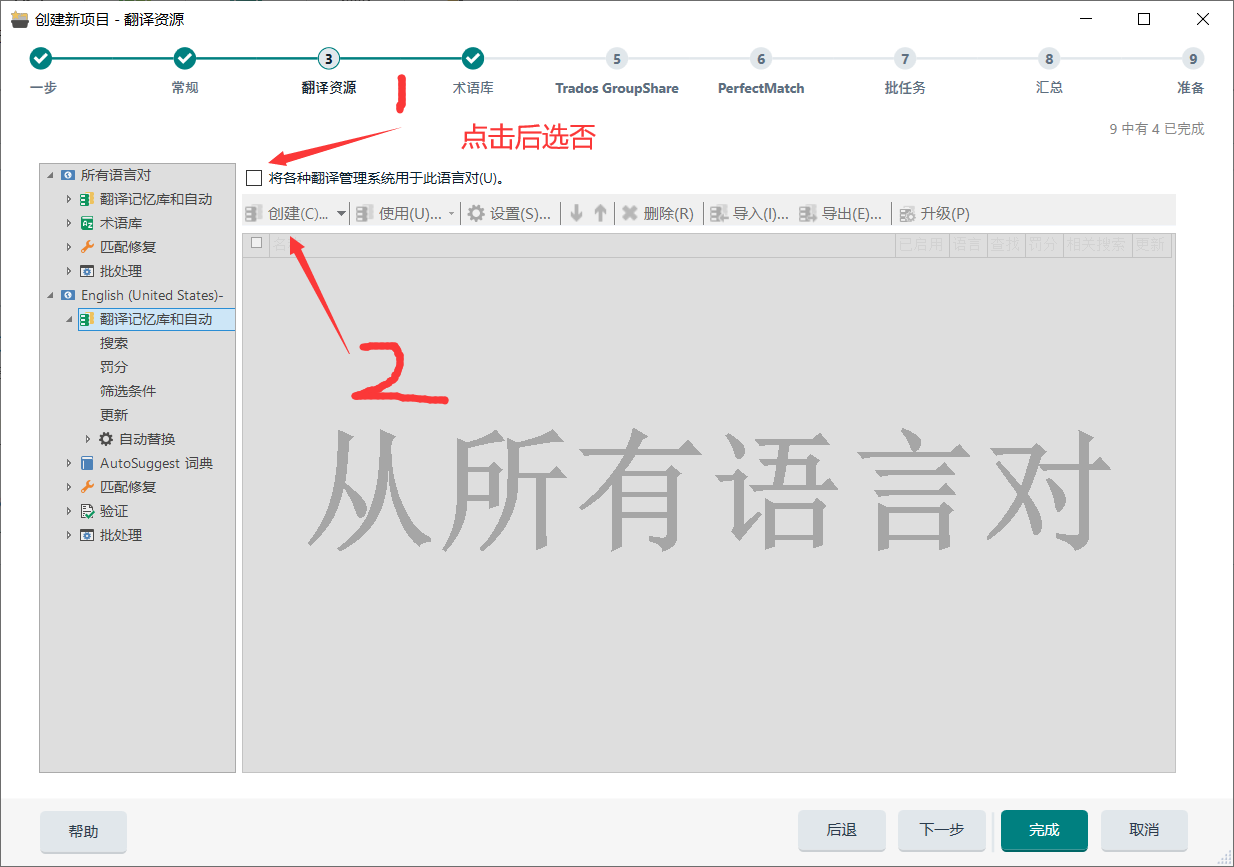 创建新项目 - 翻译资源
3 5 6 7 8 9
一步 常规 翻译资源 术语库 Trados GroupShare PerfectMatch 批任务 汇总 准备
1
点击后选否
9 中有 4 已完成
所有语言对
翻译记忆库和自动
术语库
匹配修复
批处理
English (United States)-
翻译记忆库和自动
搜索
罚分
筛选条件
更新
自动替换
AutoSuggest 词典
匹配修复
验证
批处理
将各种翻译管理系统用于此语言对(U)。
创建(C)... 使用(U)... 设置(S)... 删除(R) 导入(I)... 导出(E)... 升级(P)
已启用 语言 查找 罚分 相关搜索 更新
2
从所有语言对
帮助 后退 下一步 完成 取消